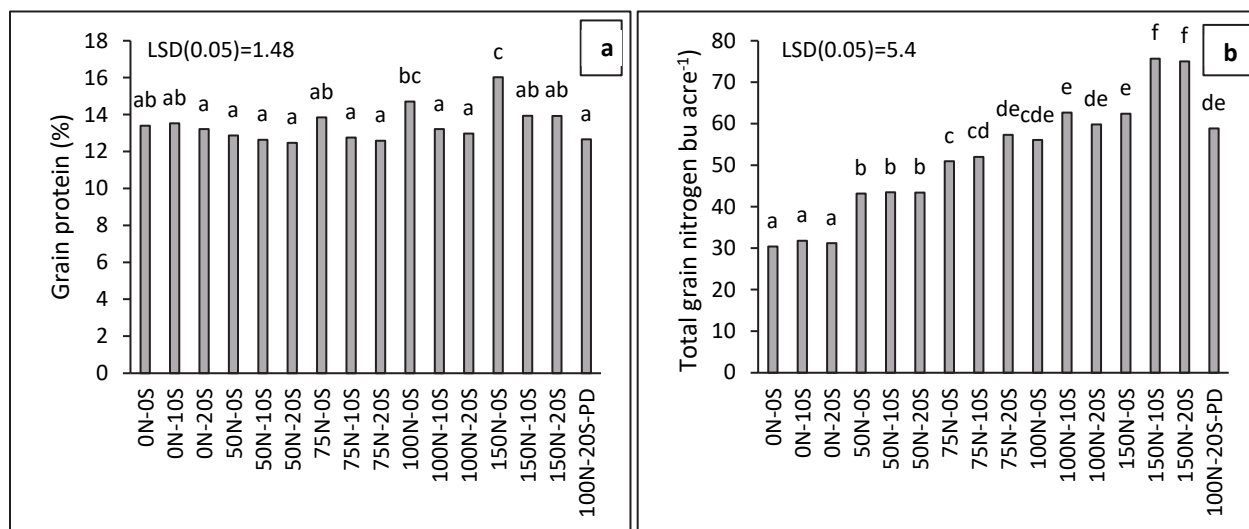 LSD(0.05)=1.48
a
Grain protein (%)
18
16
14
12
10
8
6
4
2
0
ab ab a a a a ab a a bc a a c ab ab a
0N-0S
0N-10S
0N-20S
50N-0S
50N-10S
50N-20S
75N-0S
75N-10S
75N-20S
100N-0S
100N-10S
100N-20S
150N-0S
150N-10S
150N-20S
100N-20S-PD
LSD(0.05)=5.4
b
Total grain nitrogen bu acre⁻¹
80
70
60
50
40
30
20
10
0
a a a b b b c cd de cde e de e f f de
0N-0S
0N-10S
0N-20S
50N-0S
50N-10S
50N-20S
75N-0S
75N-10S
75N-20S
100N-0S
100N-10S
100N-20S
150N-0S
150N-10S
150N-20S
100N-20S-PD